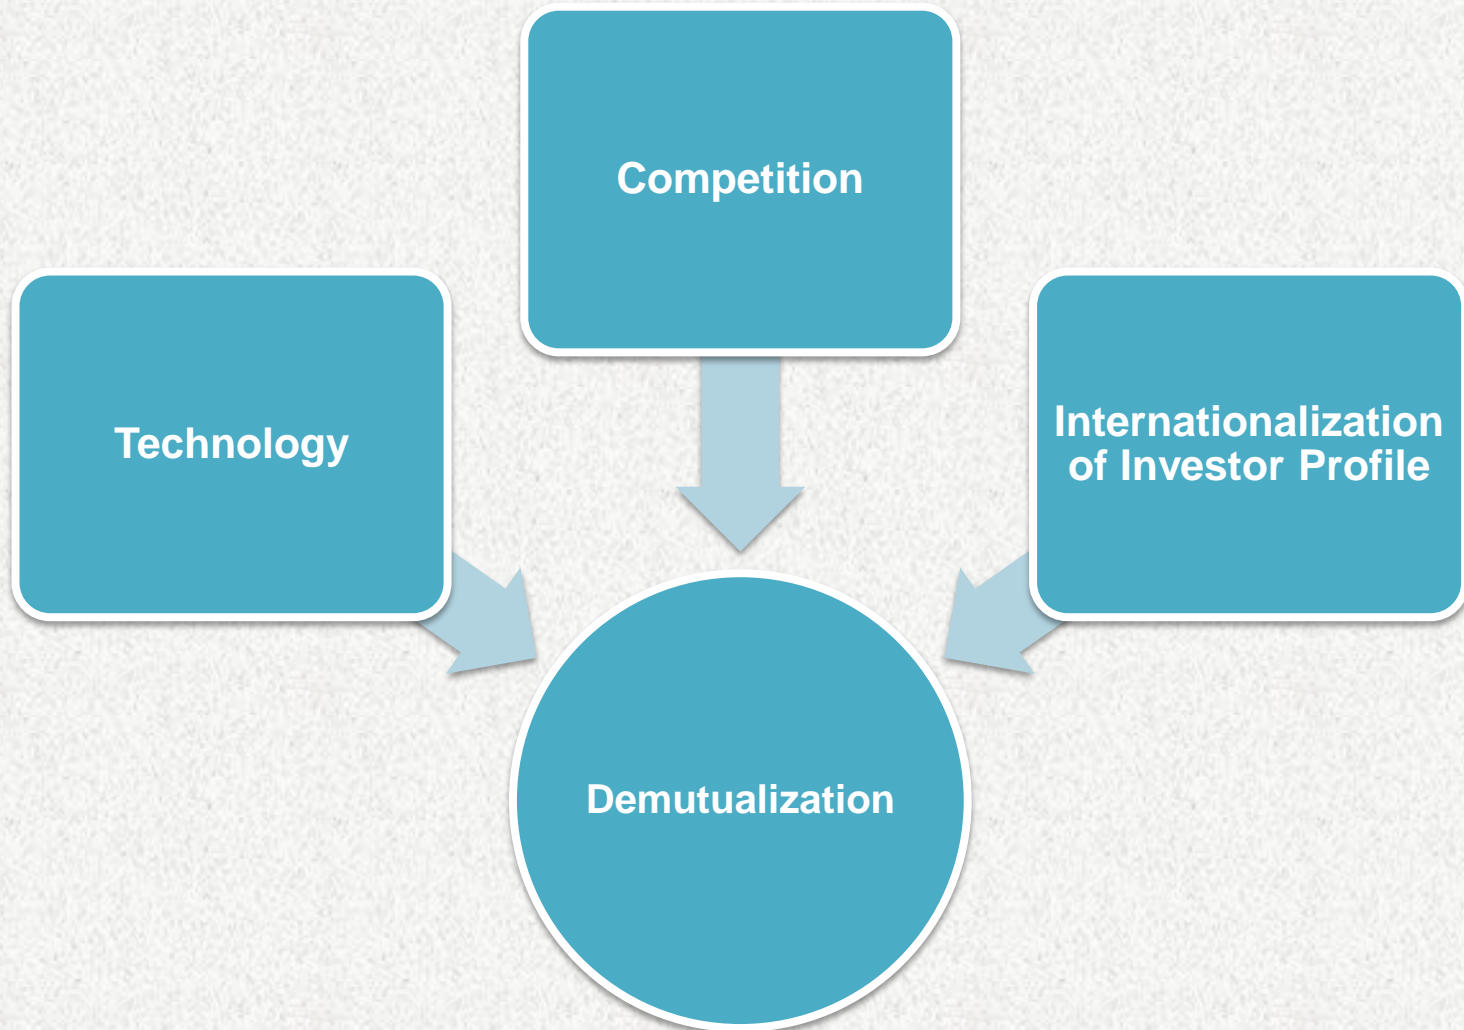 Competition
Technology
Internationalization
of Investor Profile
Demutualization